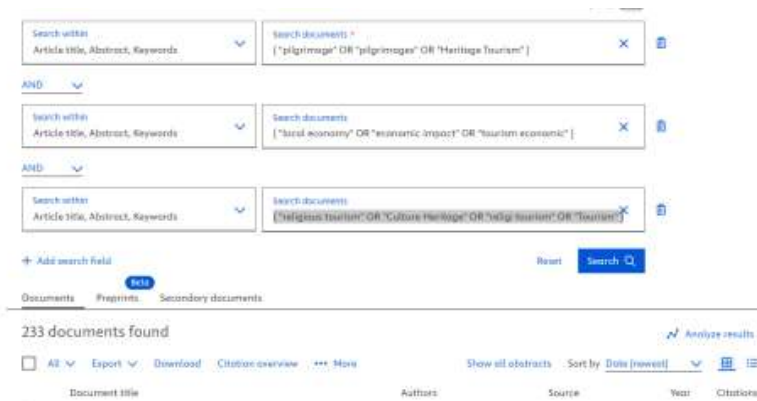 Search within
Article title, Abstract, Keywords
Search documents *
( "pilgrimage" OR "pilgrimages" OR "Heritage Tourism" )
AND
Search within
Article title, Abstract, Keywords
Search documents
( "local economy" OR "economic impact" OR "tourism economic" )
AND
Search within
Article title, Abstract, Keywords
Search documents
( "religious tourism" OR "Culture Heritage" OR "religi tourism" OR "Tourism" )
+ Add search field
Reset
Search
Beta
Documents Preprints Secondary documents
233 documents found
Analyze results
All Export Download Citation overview ••• More Show all abstracts Sort by Date (newest)
Document title Authors Source Year Citations